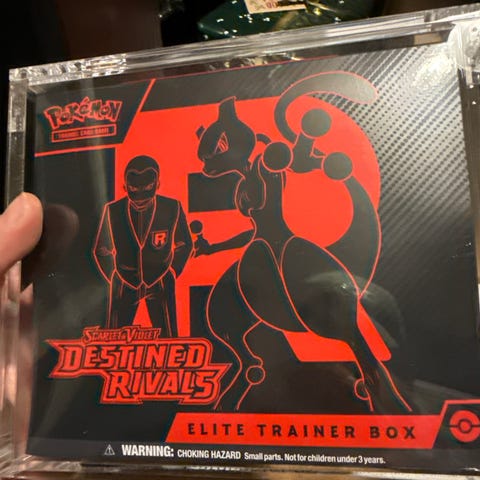 POKéMON
TRADING CARD GAME
R
SCARLET & VIOLET
DESTINED
RIVALS
ELITE TRAINER BOX
⚠ WARNING: CHOKING HAZARD Small parts. Not for children under 3 years.